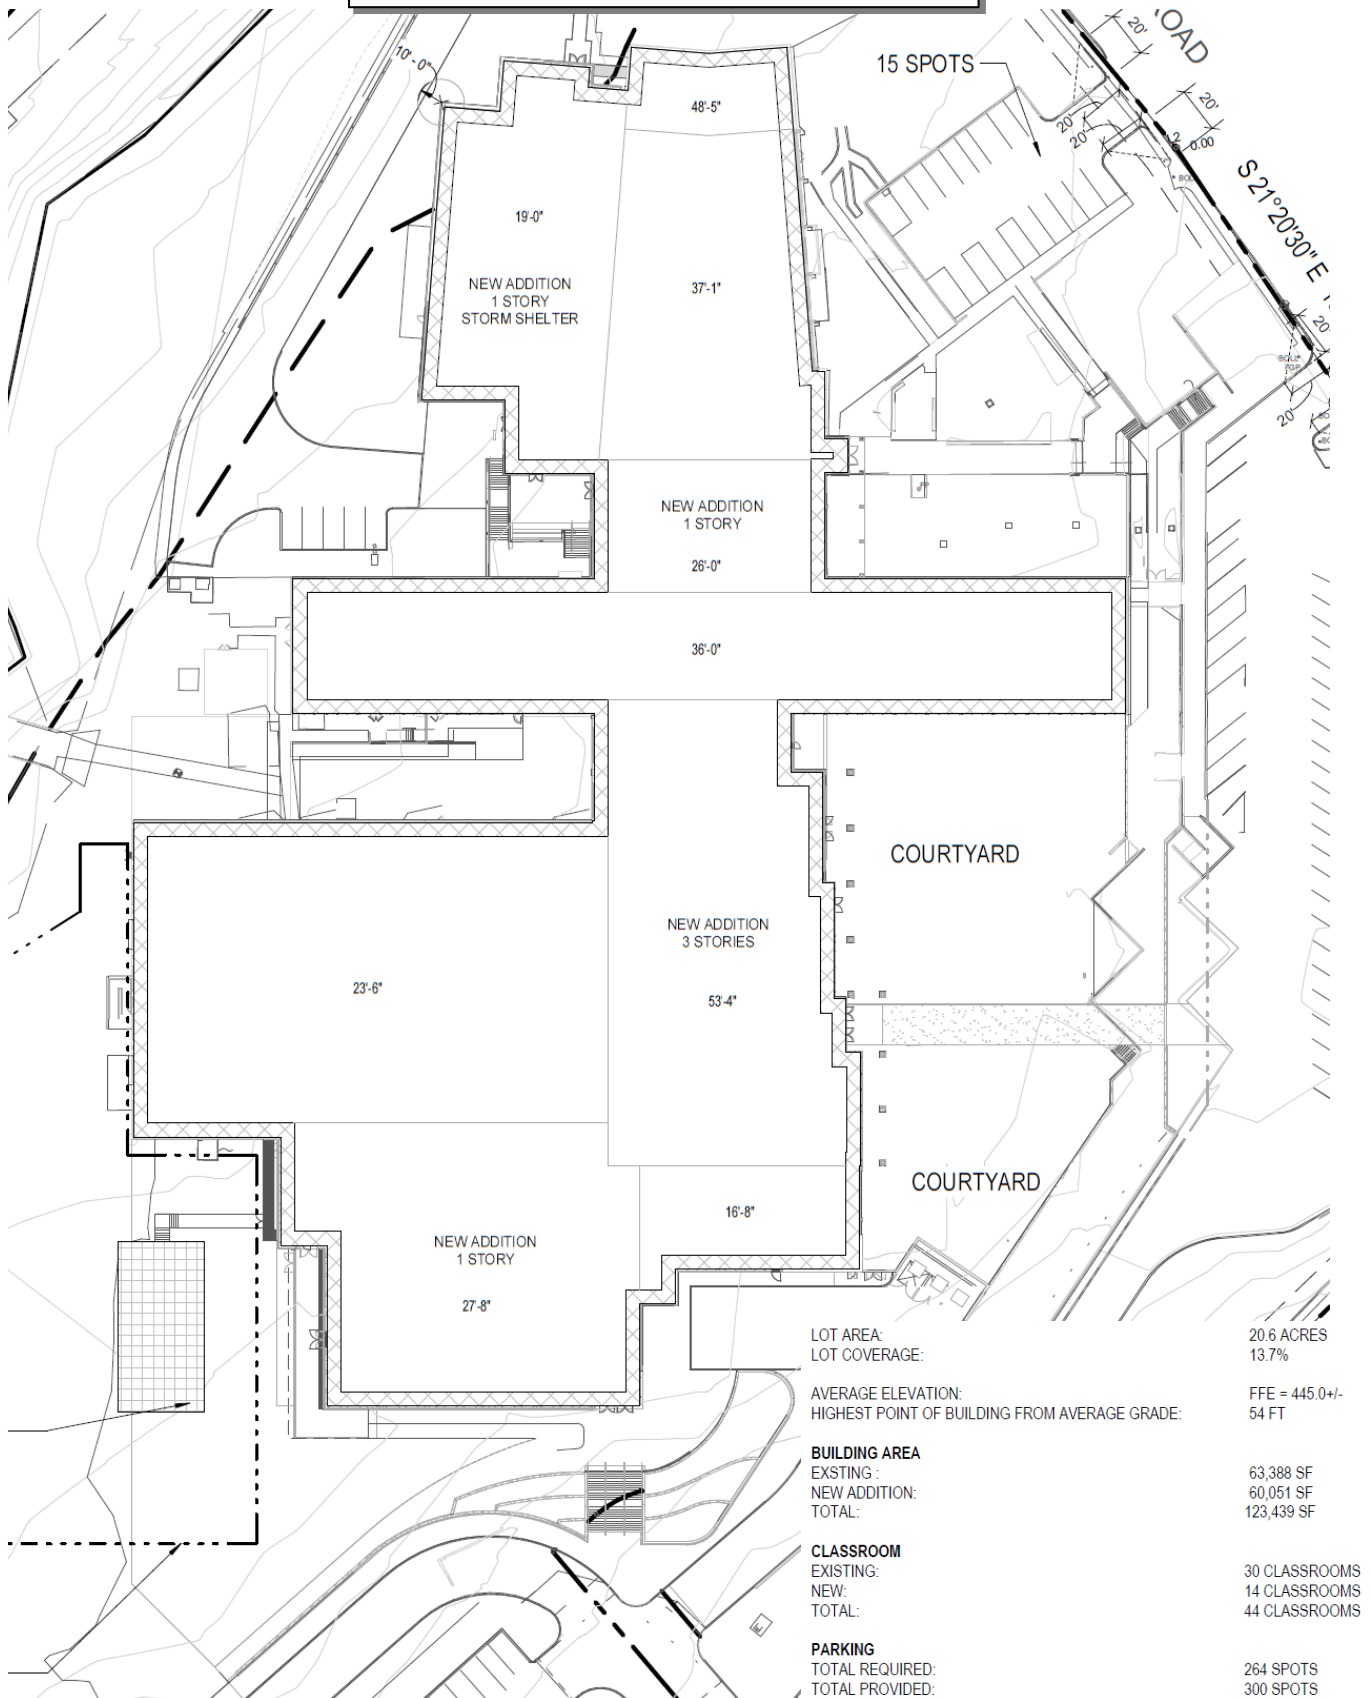 ROAD
20'
10'-0"
15 SPOTS
48'-5"
20'
20'
20'
2
0.00
BOL
S 21°20'30" E
19'-0"
NEW ADDITION
1 STORY
STORM SHELTER
37'-1"
20'
20'
NEW ADDITION
1 STORY
26'-0"
36'-0"
COURTYARD
NEW ADDITION
3 STORIES
23'-6"
53'-4"
COURTYARD
16'-8"
NEW ADDITION
1 STORY
27'-8"
LOT AREA: 20.6 ACRES
LOT COVERAGE: 13.7%
AVERAGE ELEVATION: FFE = 445.0+/-
HIGHEST POINT OF BUILDING FROM AVERAGE GRADE: 54 FT
BUILDING AREA
EXSTING : 63,388 SF
NEW ADDITION: 60,051 SF
TOTAL: 123,439 SF
CLASSROOM
EXISTING: 30 CLASSROOMS
NEW: 14 CLASSROOMS
TOTAL: 44 CLASSROOMS
PARKING
TOTAL REQUIRED: 264 SPOTS
TOTAL PROVIDED: 300 SPOTS